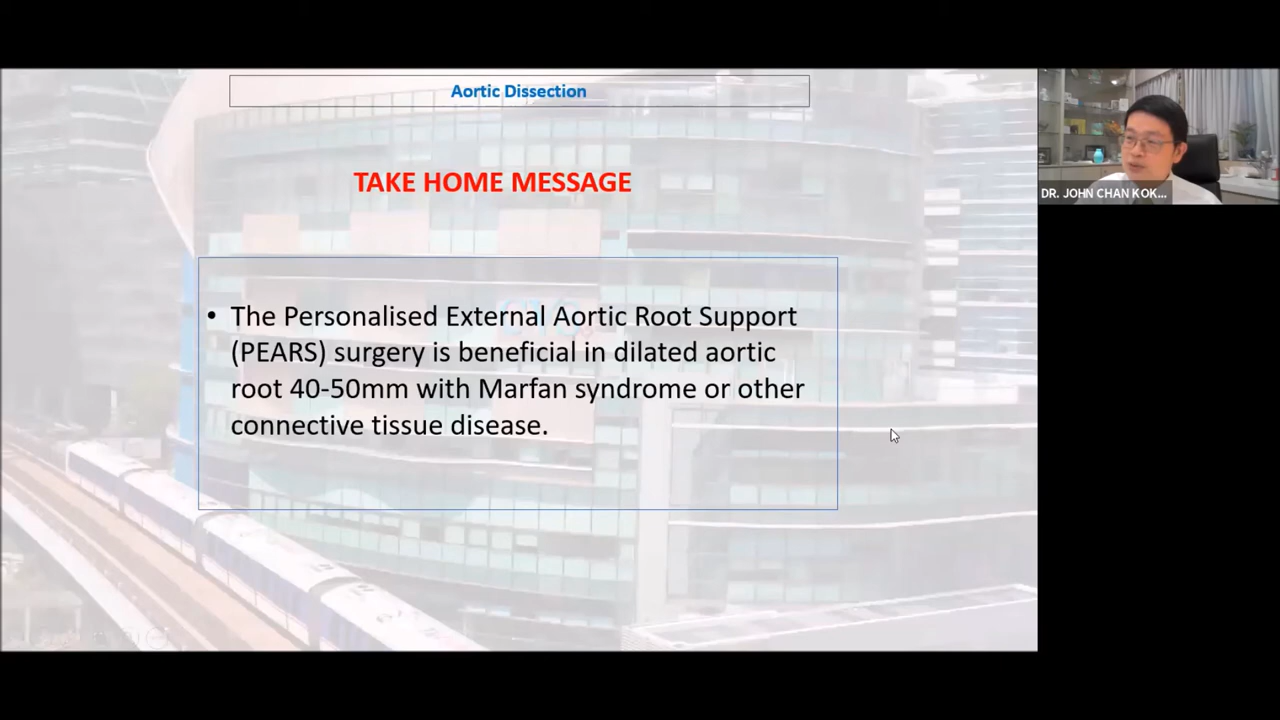 Aortic Dissection
TAKE HOME MESSAGE
• The Personalised External Aortic Root Support
(PEARS) surgery is beneficial in dilated aortic
root 40-50mm with Marfan syndrome or other
connective tissue disease.
DR. JOHN CHAN KOK...